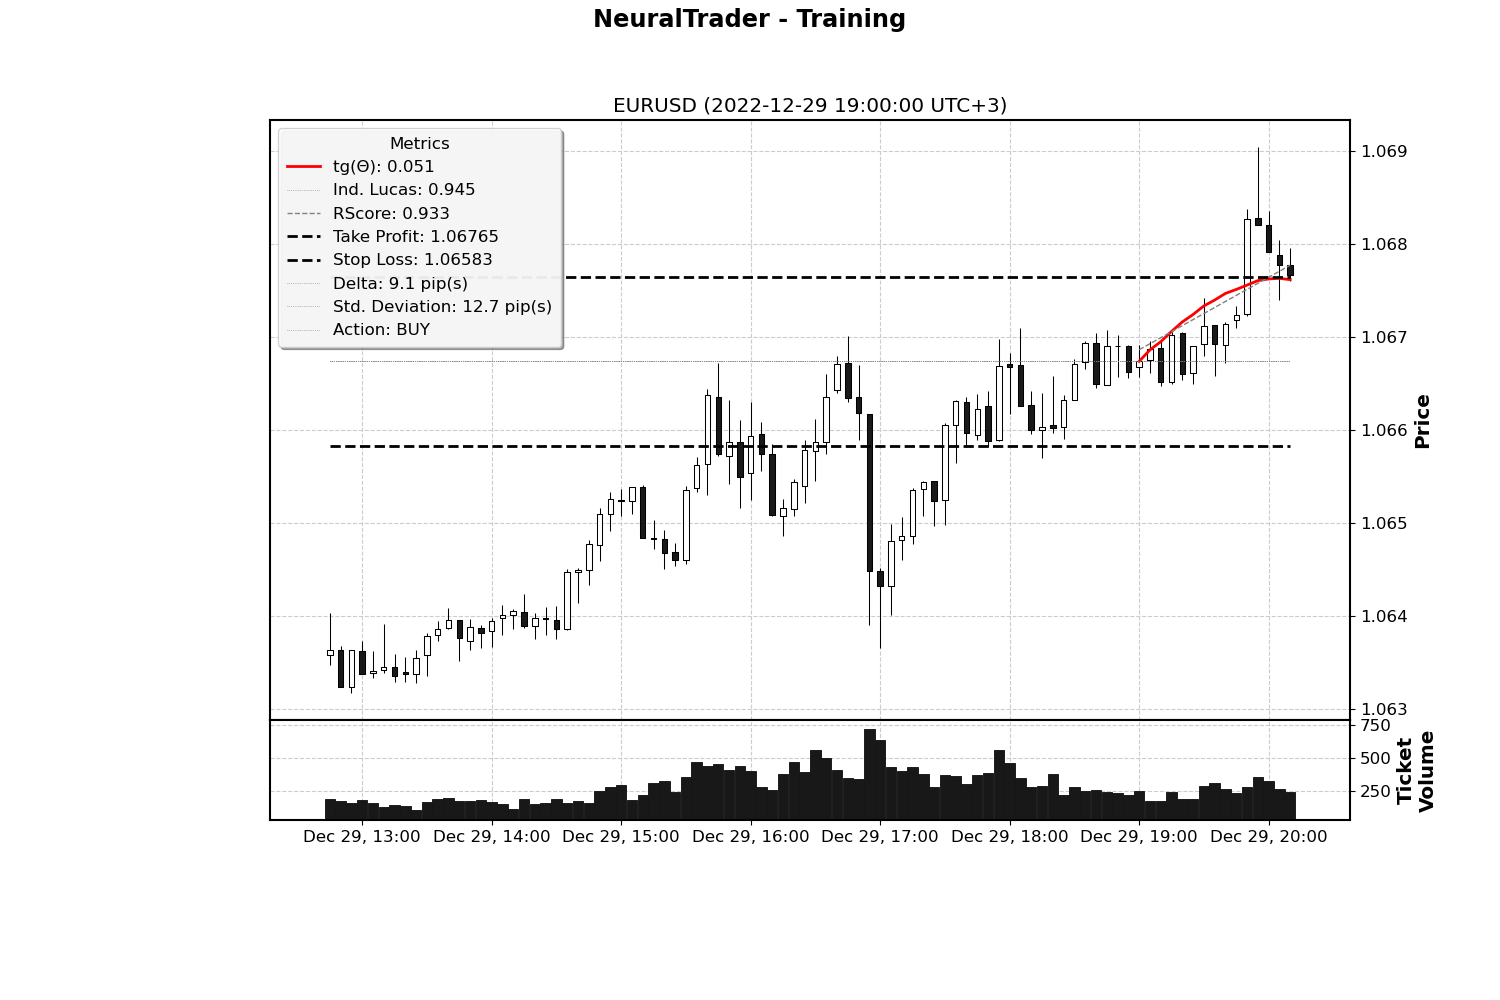 NeuralTrader - Training
EURUSD (2022-12-29 19:00:00 UTC+3)
Metrics
tg(Θ): 0.051
Ind. Lucas: 0.945
RScore: 0.933
Take Profit: 1.06765
Stop Loss: 1.06583
Delta: 9.1 pip(s)
Std. Deviation: 12.7 pip(s)
Action: BUY
1.069
1.068
1.067
1.066
1.065
1.064
1.063
Price
750
500
250
Ticket
Volume
Dec 29, 13:00 Dec 29, 14:00 Dec 29, 15:00 Dec 29, 16:00 Dec 29, 17:00 Dec 29, 18:00 Dec 29, 19:00 Dec 29, 20:00